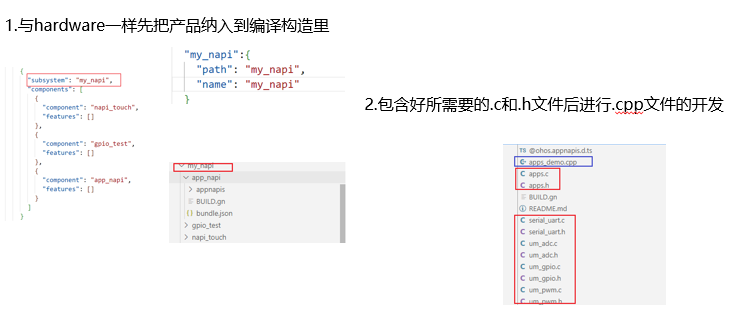 1.与hardware一样先把产品纳入到编译构造里
{
"subsystem": "my_napi",
"components": [
{
"component": "napi_touch",
"features": []
},
{
"component": "gpio_test",
"features": []
},
{
"component": "app_napi",
"features": []
}
]
}
"my_napi":{
"path": "my_napi",
"name": "my_napi"
}
my_napi
app_napi
appnapis
BUILD.gn
{} bundle.json
gpio_test
napi_touch
2.包含好所需要的.c和.h文件后进行.cpp文件的开发
TS @ohos.appnapis.d.ts
C+ apps_demo.cpp
C apps.c
C apps.h
BUILD.gn
README.md
C serial_uart.c
C serial_uart.h
C um_adc.c
C um_adc.h
C um_gpio.c
C um_gpio.h
C um_pwm.c
C um_pwm.h